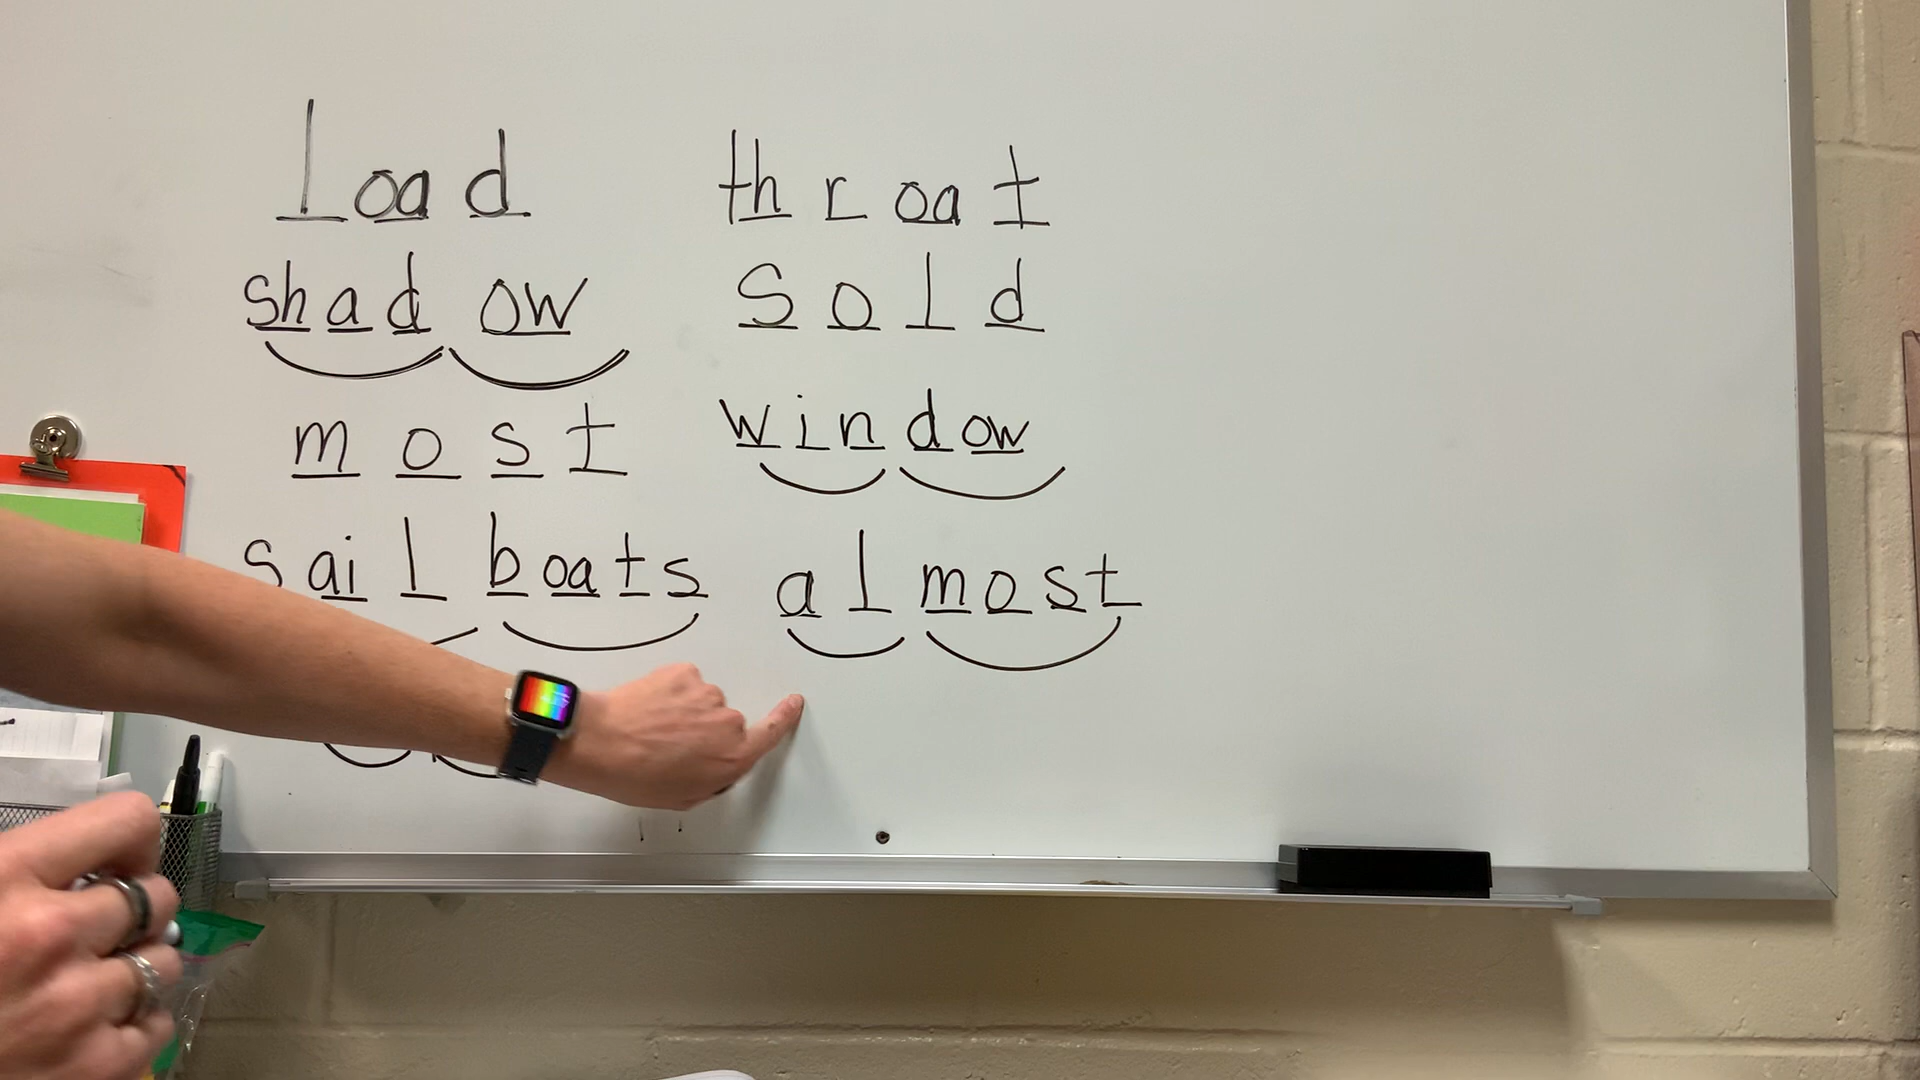 load throat
shadow sold
most window
sailboats almost